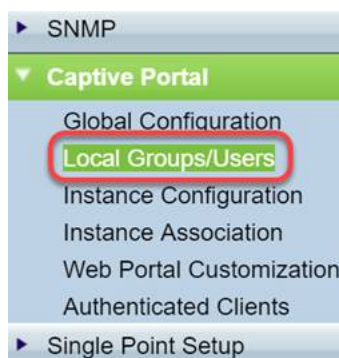 SNMP
Captive Portal
Global Configuration
Local Groups/Users
Instance Configuration
Instance Association
Web Portal Customization
Authenticated Clients
Single Point Setup